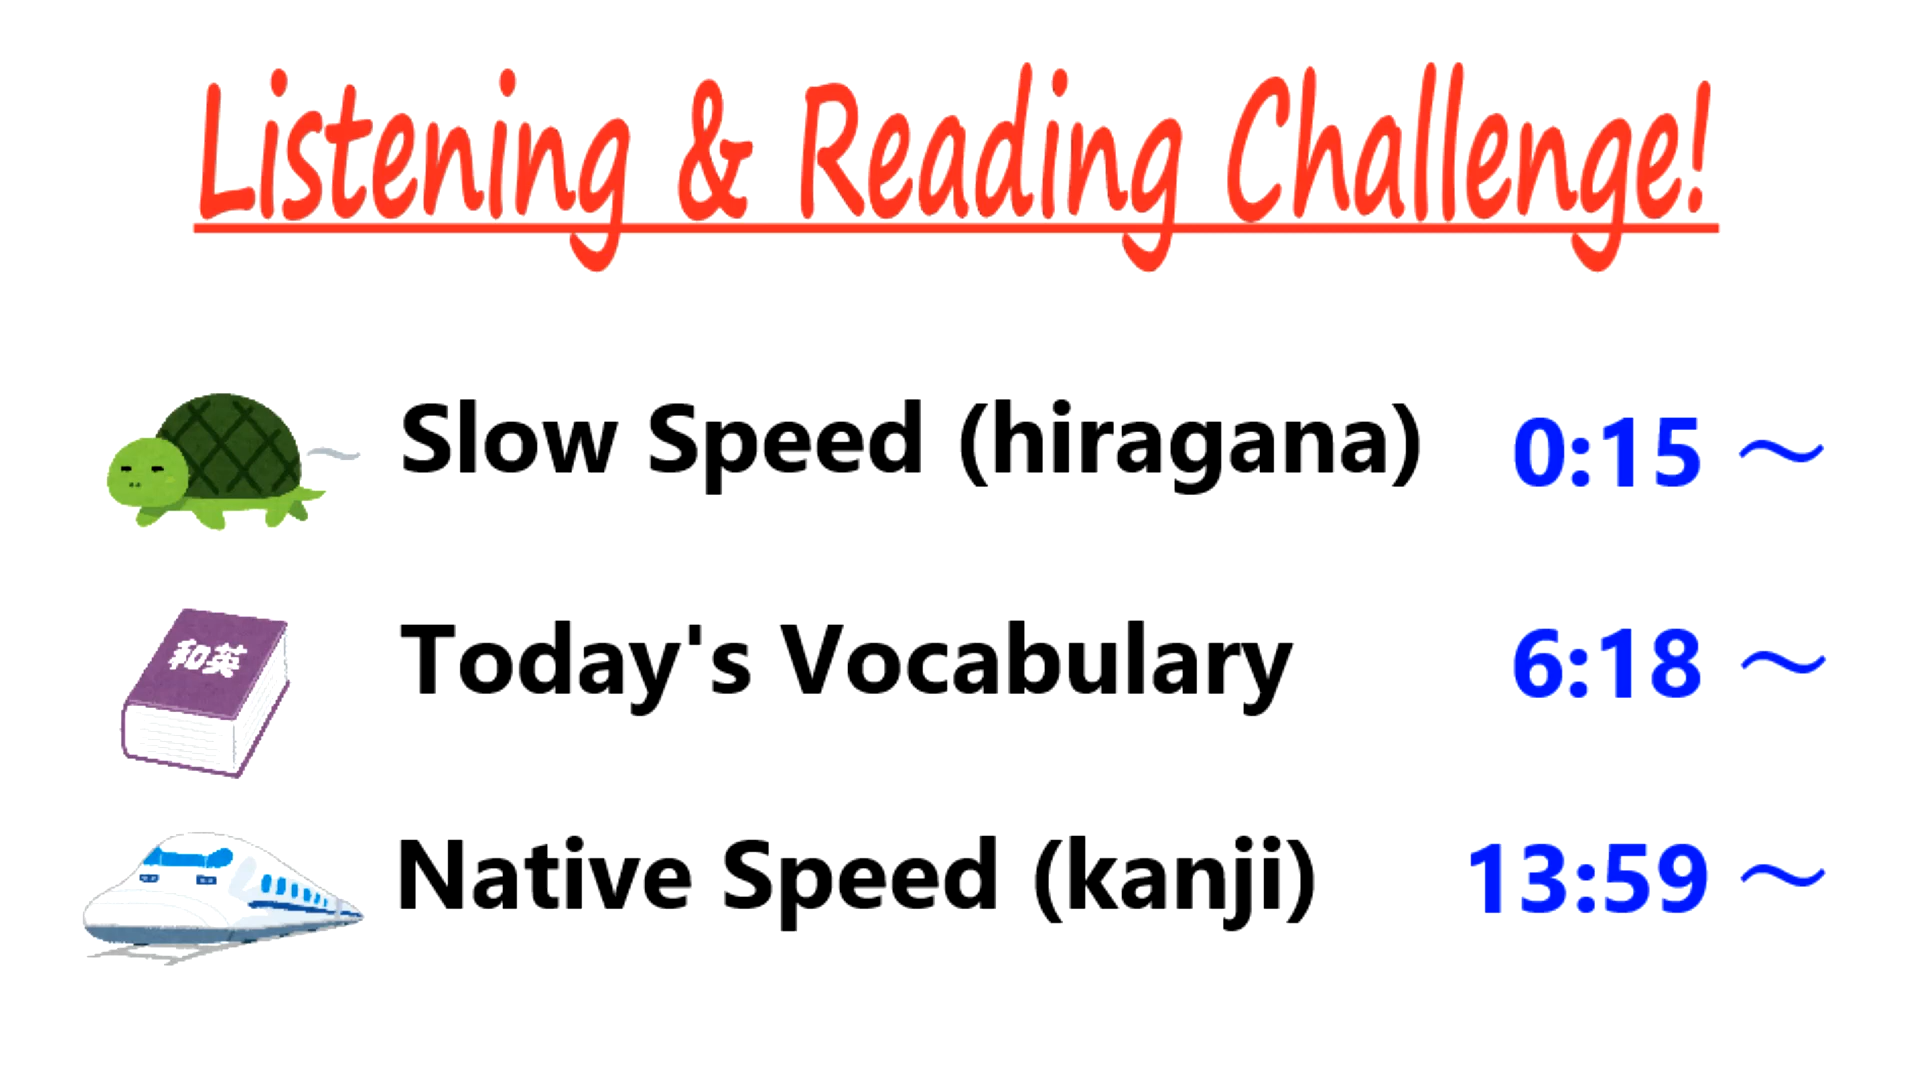 Listening & Reading Challenge!
Slow Speed (hiragana) 0:15 ～
和英
Today's Vocabulary 6:18 ～
Native Speed (kanji) 13:59 ～